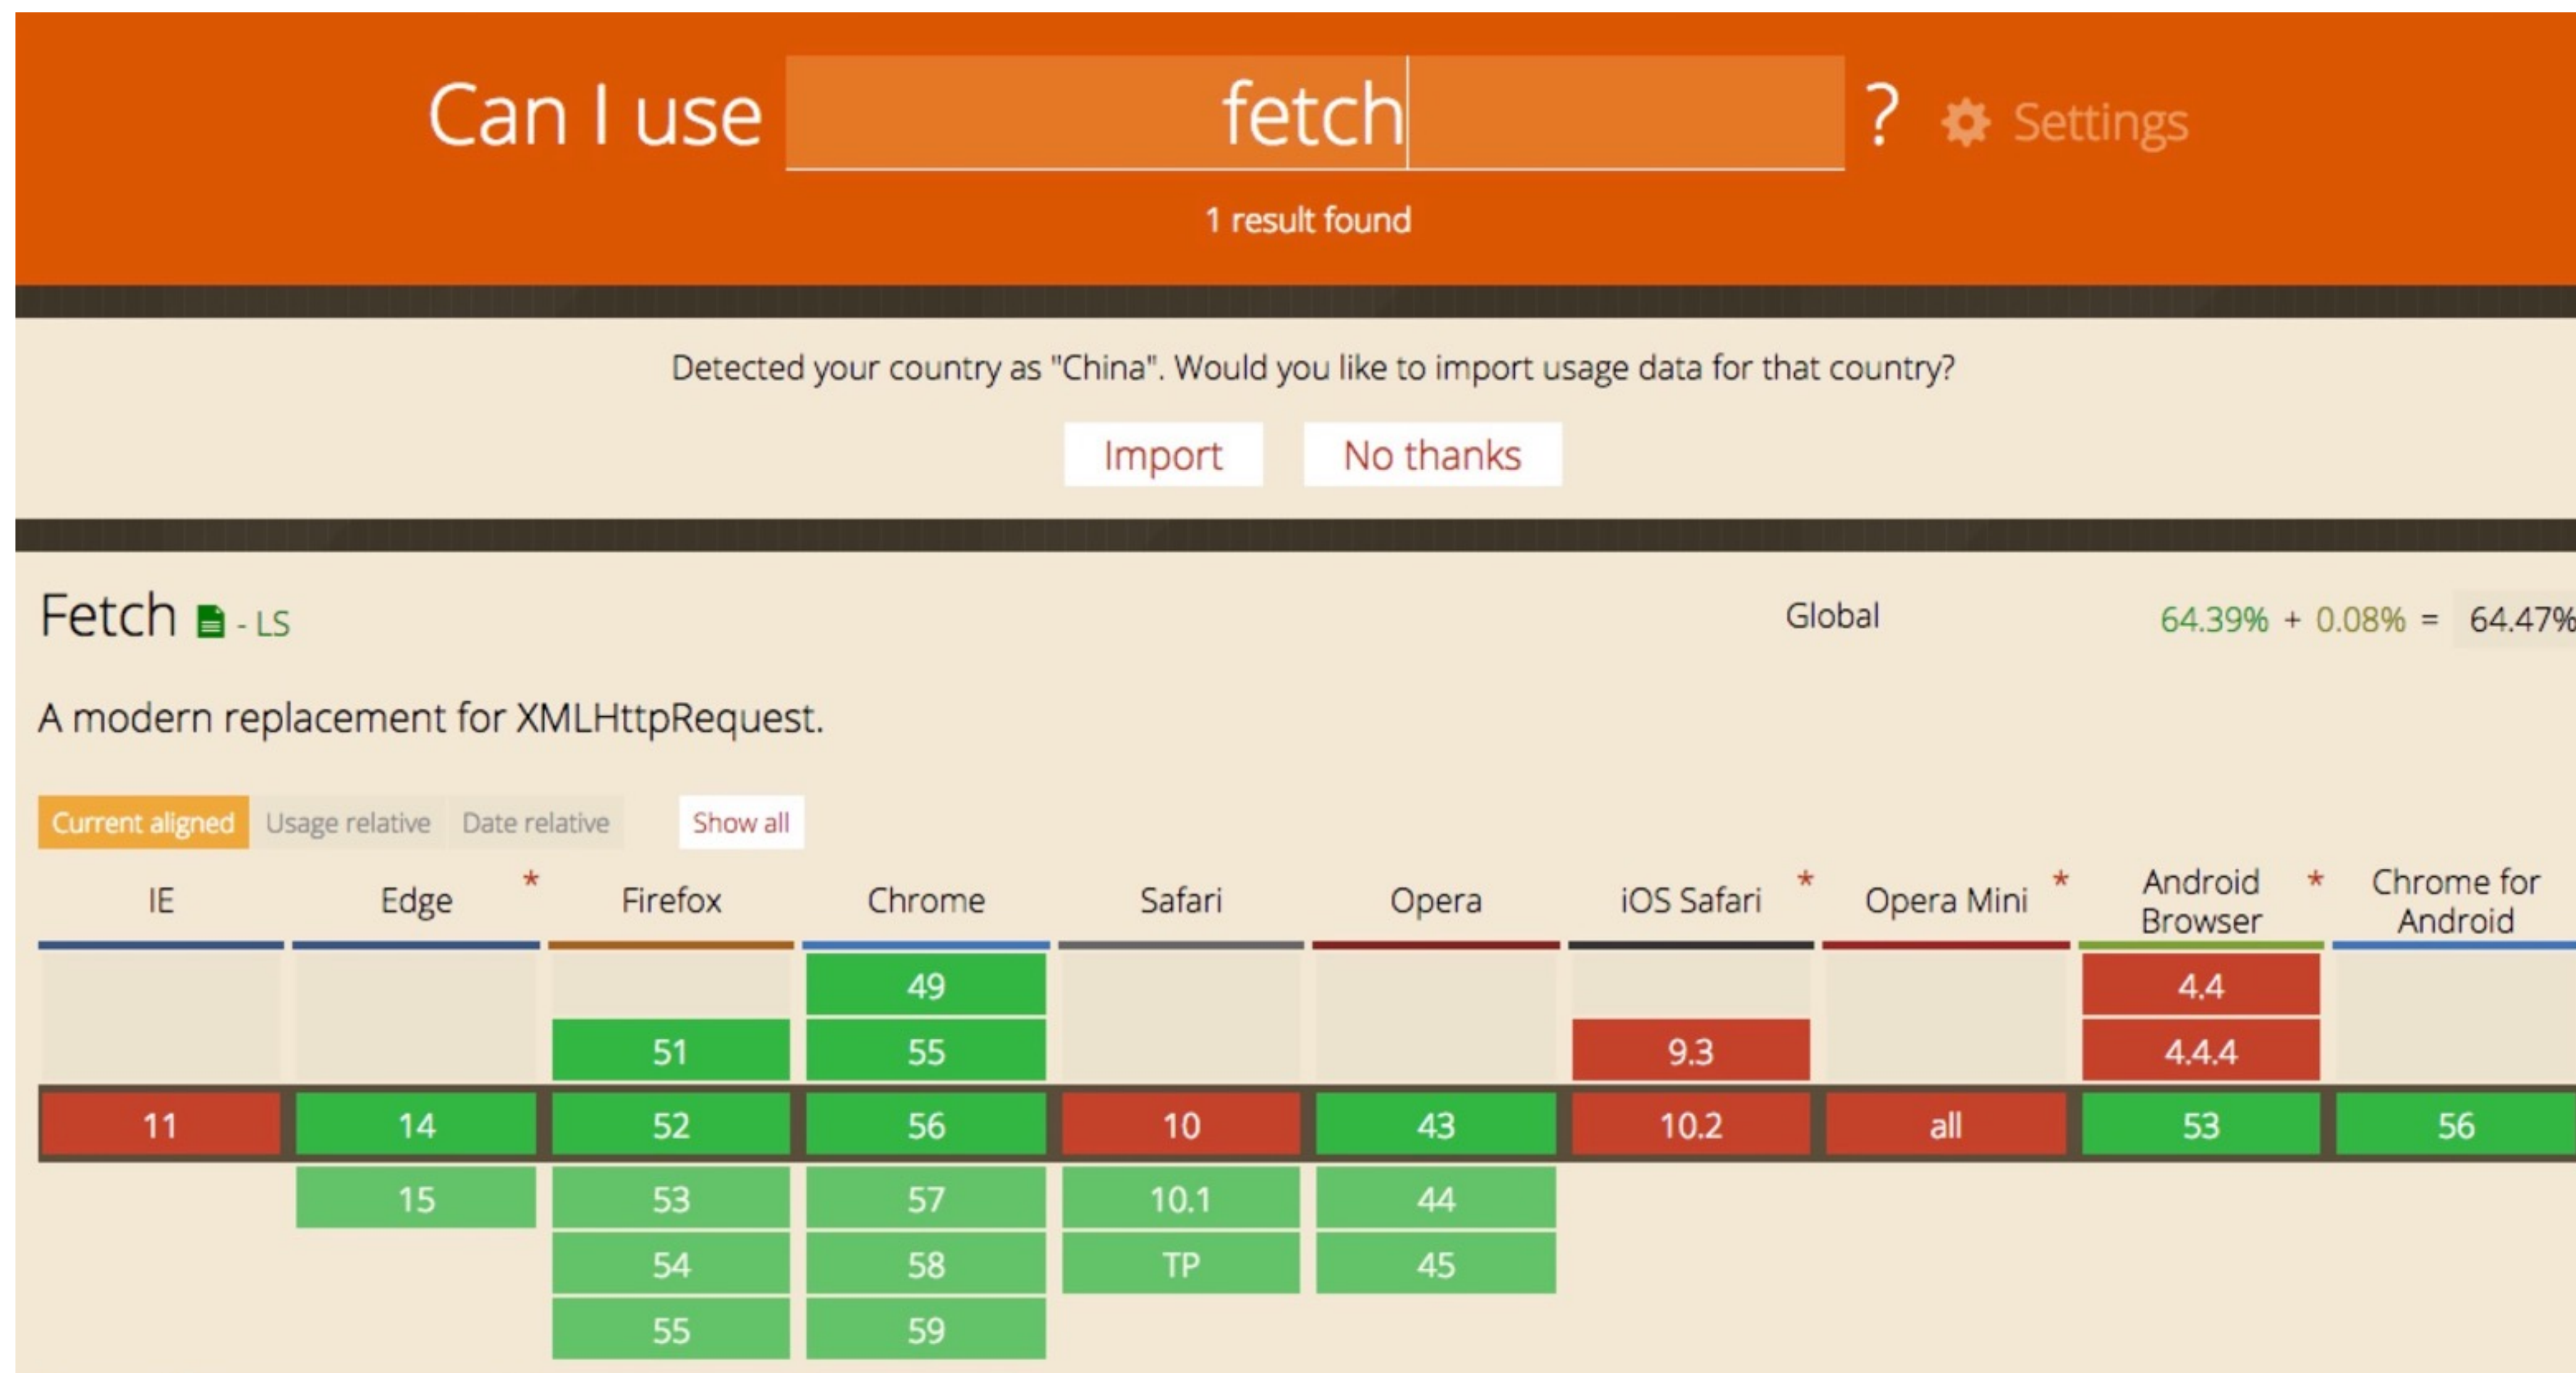 Can I use fetch ? Settings
1 result found
Detected your country as "China". Would you like to import usage data for that country?
Import No thanks
Fetch - LS Global 64.39% + 0.08% = 64.47%
A modern replacement for XMLHttpRequest.
Current aligned Usage relative Date relative Show all
IE Edge * Firefox Chrome Safari Opera iOS Safari * Opera Mini * Android Browser * Chrome for Android
49 4.4
51 55 9.3 4.4.4
11 14 52 56 10 43 10.2 all 53 56
15 53 57 10.1 44
54 58 TP 45
55 59